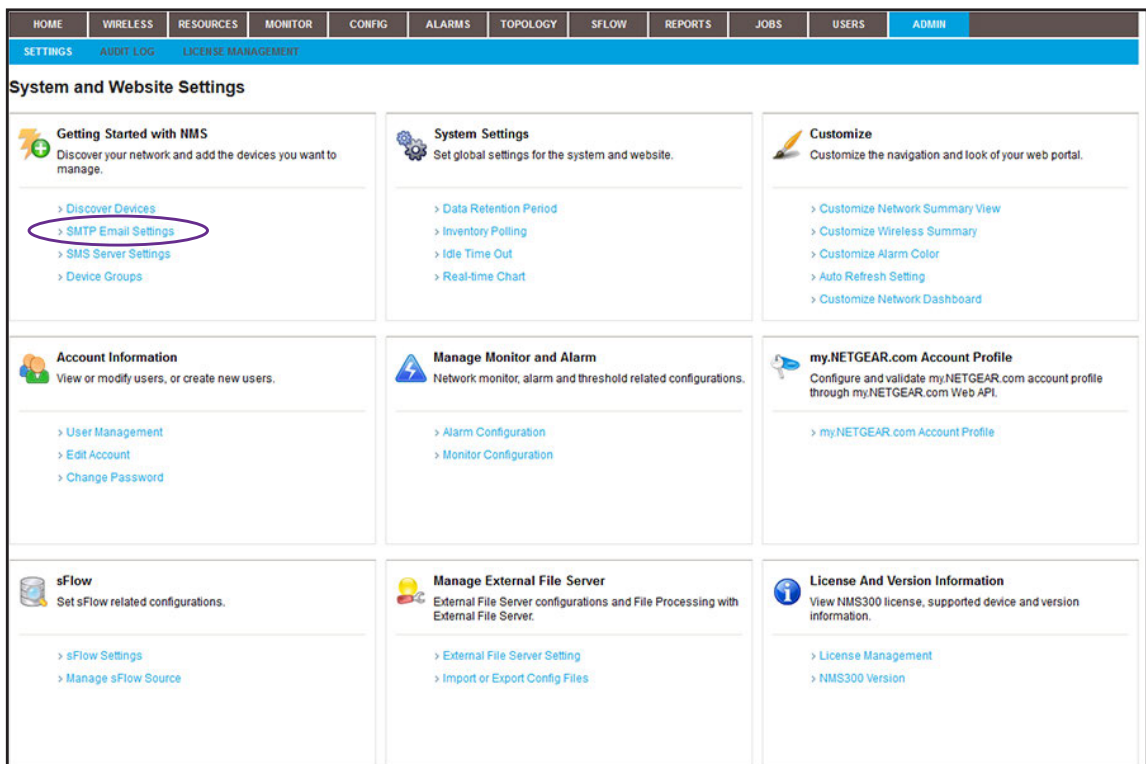 HOME WIRELESS RESOURCES MONITOR CONFIG ALARMS TOPOLOGY SFLOW REPORTS JOBS USERS ADMIN
SETTINGS AUDIT LOG LICENSE MANAGEMENT
System and Website Settings
Getting Started with NMS
Discover your network and add the devices you want to
manage.
> Discover Devices
> SMTP Email Settings
> SMS Server Settings
> Device Groups
System Settings
Set global settings for the system and website.
> Data Retention Period
> Inventory Polling
> Idle Time Out
> Real-time Chart
Customize
Customize the navigation and look of your web portal.
> Customize Network Summary View
> Customize Wireless Summary
> Customize Alarm Color
> Auto Refresh Setting
> Customize Network Dashboard
Account Information
View or modify users, or create new users.
> User Management
> Edit Account
> Change Password
Manage Monitor and Alarm
Network monitor, alarm and threshold related configurations.
> Alarm Configuration
> Monitor Configuration
my.NETGEAR.com Account Profile
Configure and validate my.NETGEAR.com account profile
through my.NETGEAR.com Web API.
> my.NETGEAR.com Account Profile
sFlow
Set sFlow related configurations.
> sFlow Settings
> Manage sFlow Source
Manage External File Server
External File Server configurations and File Processing with
External File Server.
> External File Server Setting
> Import or Export Config Files
License And Version Information
View NMS300 license, supported device and version
information.
> License Management
> NMS300 Version